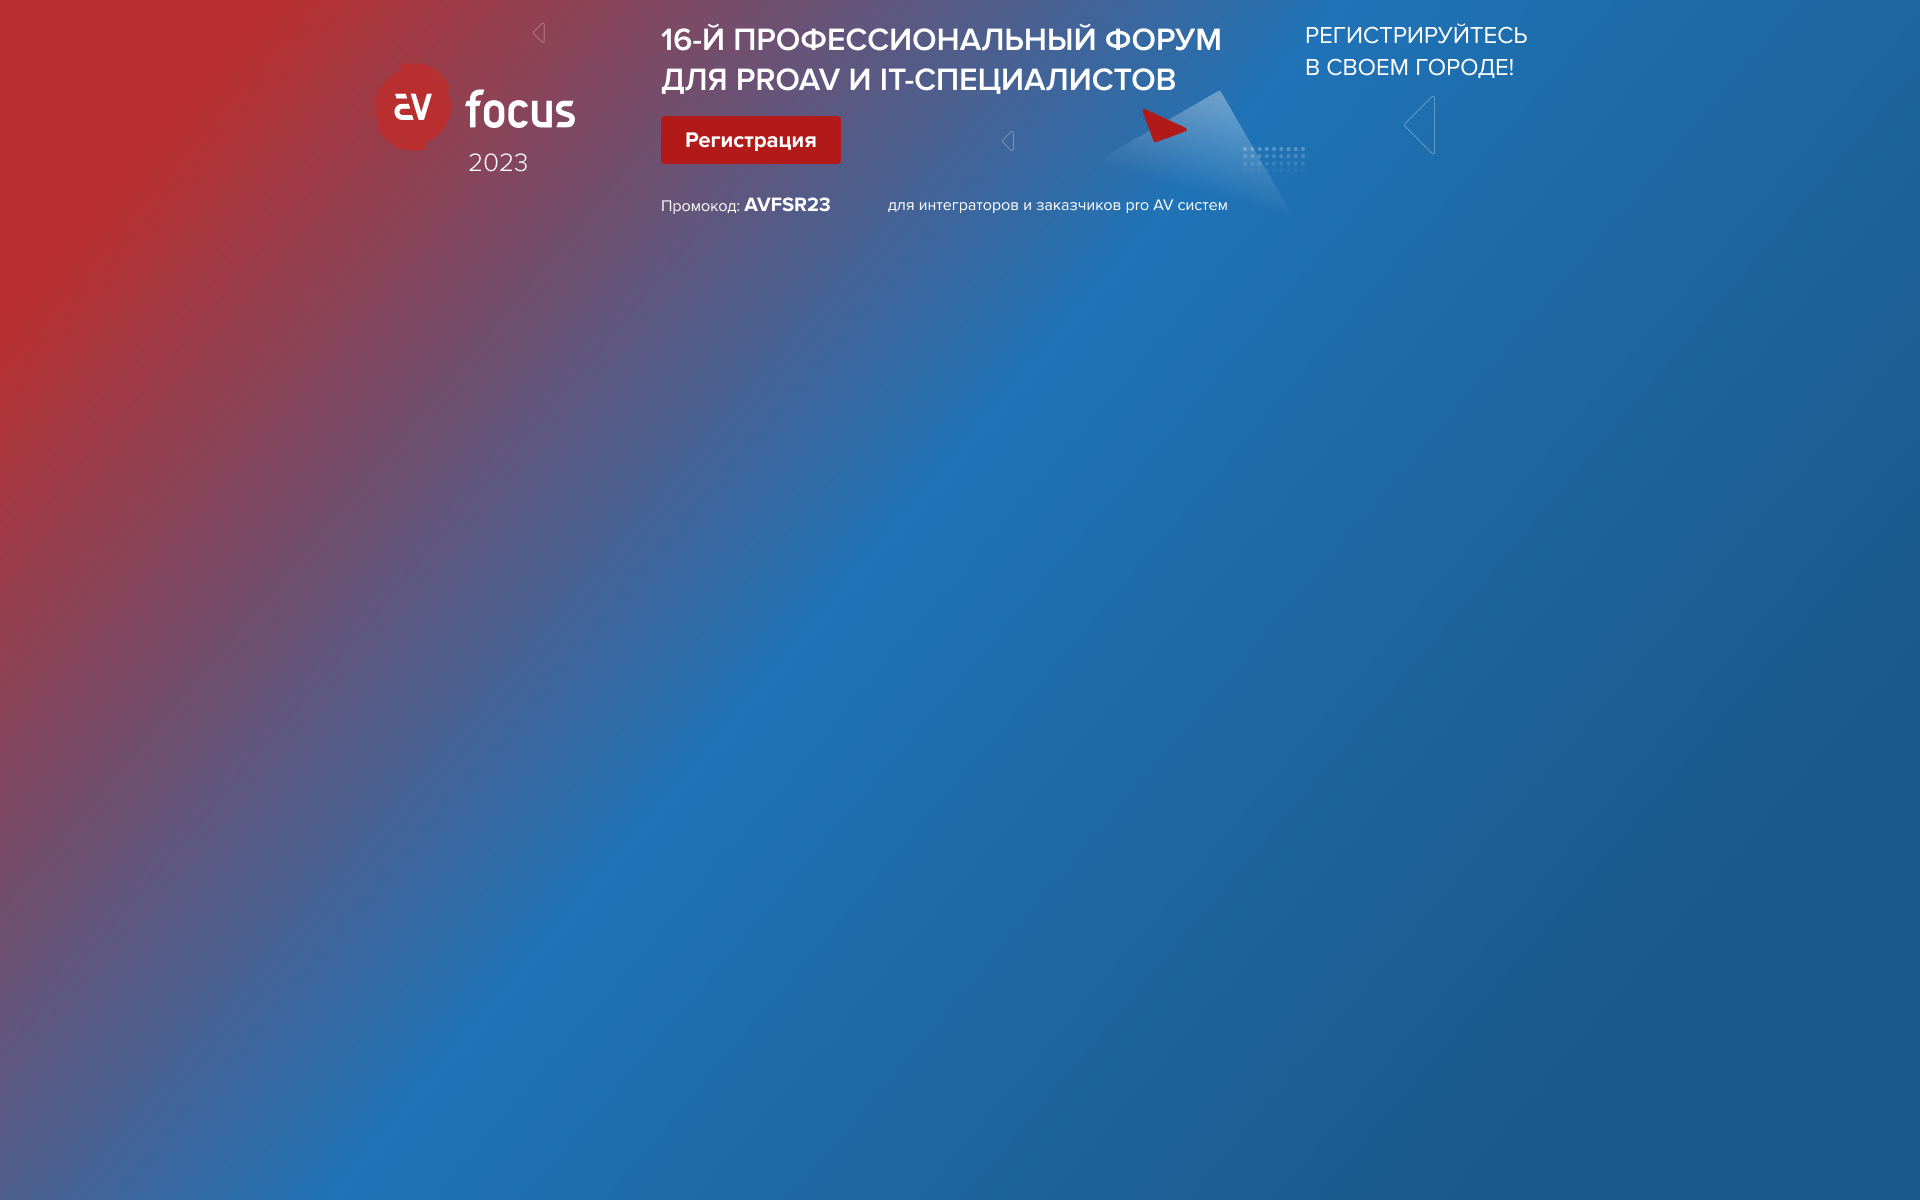 AV focus
2023
16-Й ПРОФЕССИОНАЛЬНЫЙ ФОРУМ
ДЛЯ PROAV И IT-СПЕЦИАЛИСТОВ
Регистрация
Промокод: AVFSR23
для интеграторов и заказчиков pro AV систем
РЕГИСТРИРУЙТЕСЬ
В СВОЕМ ГОРОДЕ!